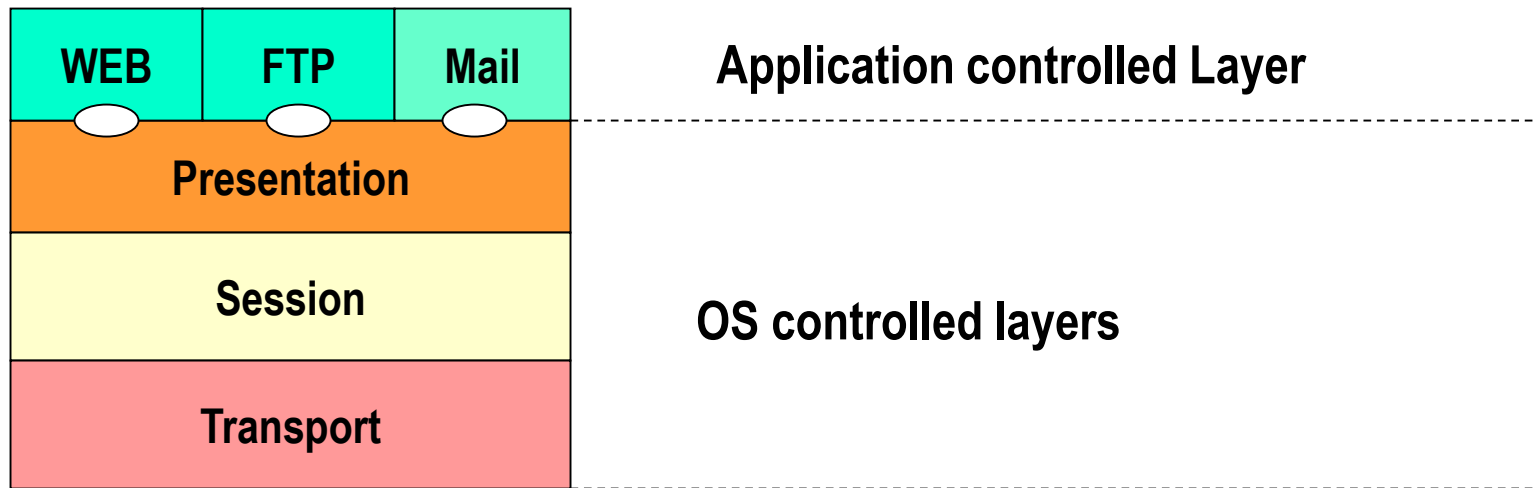 WEB FTP Mail Application controlled Layer
Presentation
Session
OS controlled layers
Transport